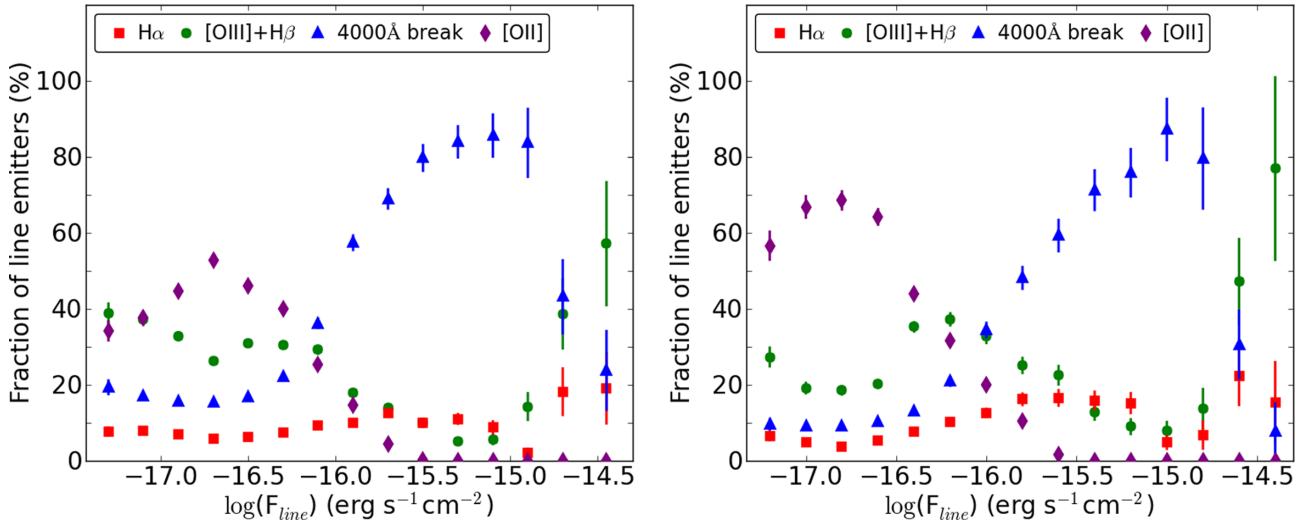 Hα [OIII]+Hβ 4000Å break [OII]
Fraction of line emitters (%)
100
80
60
40
20
0
−17.0 −16.5 −16.0 −15.5 −15.0 −14.5
log(F_line) (erg s⁻¹ cm⁻²)
Hα [OIII]+Hβ 4000Å break [OII]
Fraction of line emitters (%)
100
80
60
40
20
0
−17.0 −16.5 −16.0 −15.5 −15.0 −14.5
log(F_line) (erg s⁻¹ cm⁻²)